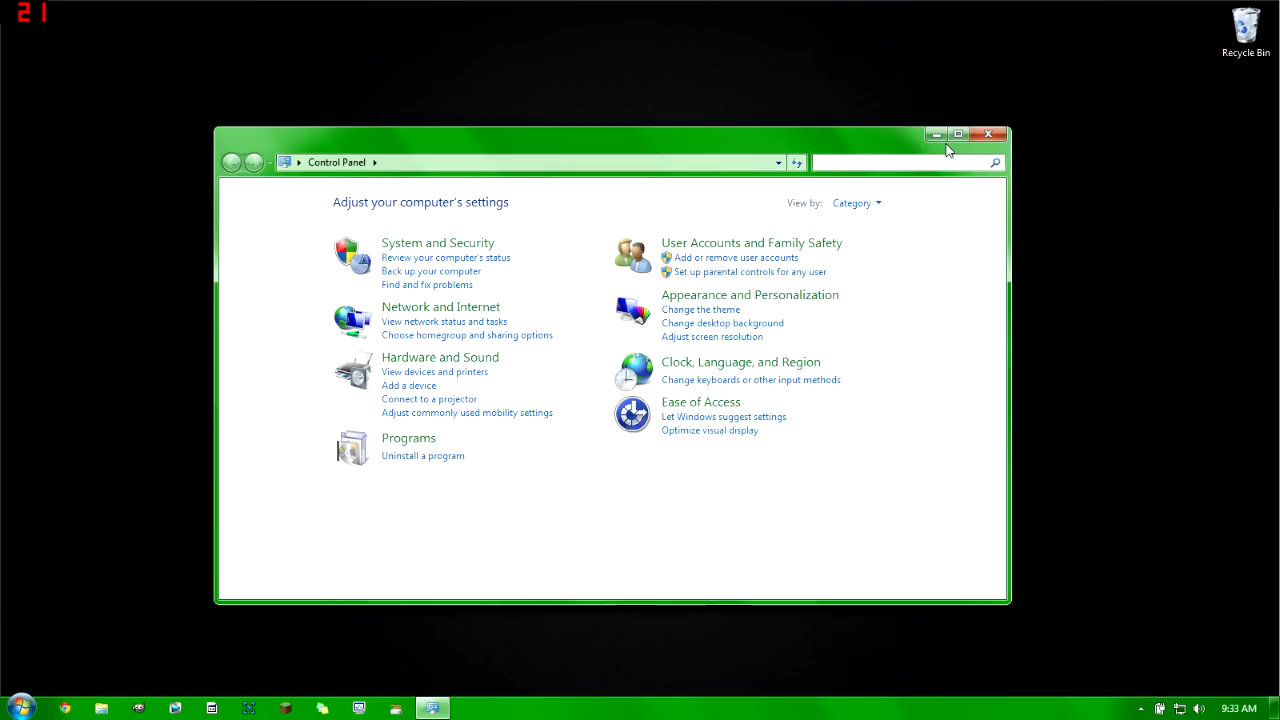 21
Recycle Bin
Control Panel
Adjust your computer's settings
View by: Category
System and Security
Review your computer's status
Back up your computer
Find and fix problems
Network and Internet
View network status and tasks
Choose homegroup and sharing options
Hardware and Sound
View devices and printers
Add a device
Connect to a projector
Adjust commonly used mobility settings
Programs
Uninstall a program
User Accounts and Family Safety
Add or remove user accounts
Set up parental controls for any user
Appearance and Personalization
Change the theme
Change desktop background
Adjust screen resolution
Clock, Language, and Region
Change keyboards or other input methods
Ease of Access
Let Windows suggest settings
Optimize visual display
9:33 AM